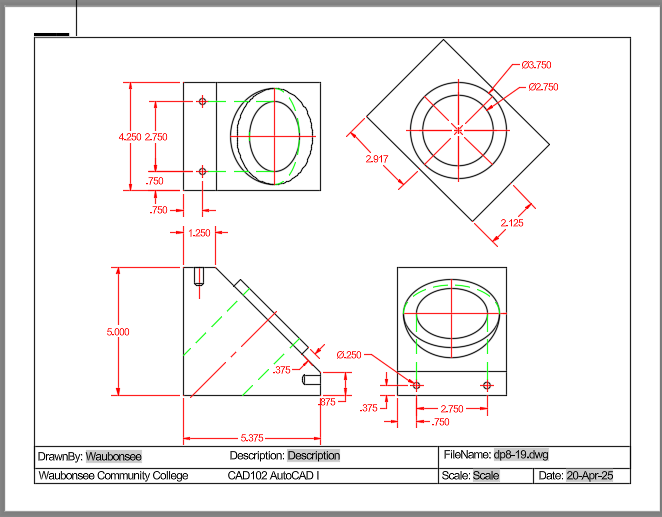 Ø3.750
Ø2.750
4.250 2.750
.750
.750
2.917
2.125
1.250
5.000
Ø.250
.375
.375
.375
2.750
.750
5.375
DrawnBy: Waubonsee Description: Description FileName: dp8-19.dwg
Waubonsee Community College CAD102 AutoCAD I Scale: Scale Date: 20-Apr-25